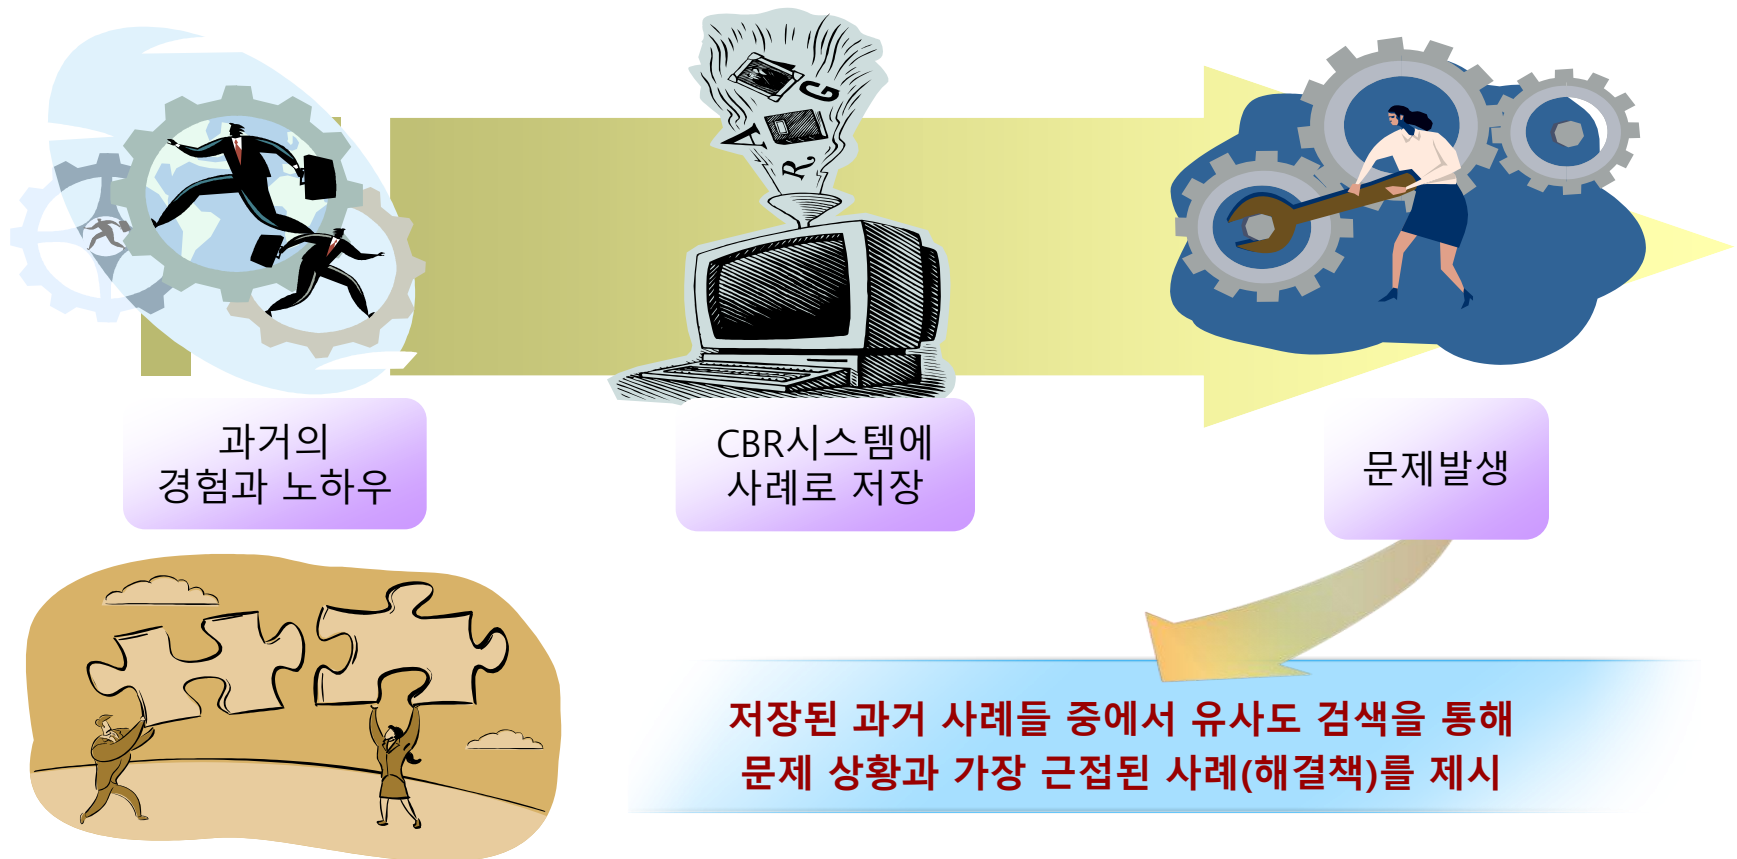 A
R
G
과거의
경험과 노하우
CBR시스템에
사례로 저장
문제발생
저장된 과거 사례들 중에서 유사도 검색을 통해
문제 상황과 가장 근접된 사례(해결책)를 제시